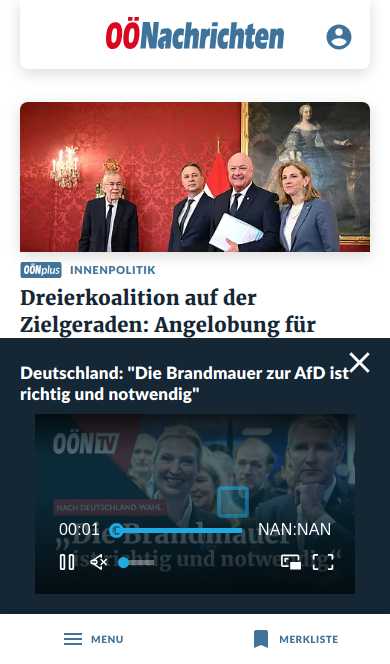 OÖNachrichten
OÖNplus INNENPOLITIK
Dreierkoalition auf der
Zielgeraden: Angelobung für
Deutschland: "Die Brandmauer zur AfD ist
richtig und notwendig"
OÖN TV
NACH DEUTSCHLAND-WAHL
00:01
NAN:NAN
„Die Brandmauer
ist richtig und notwendig“
MENU
MERKLISTE